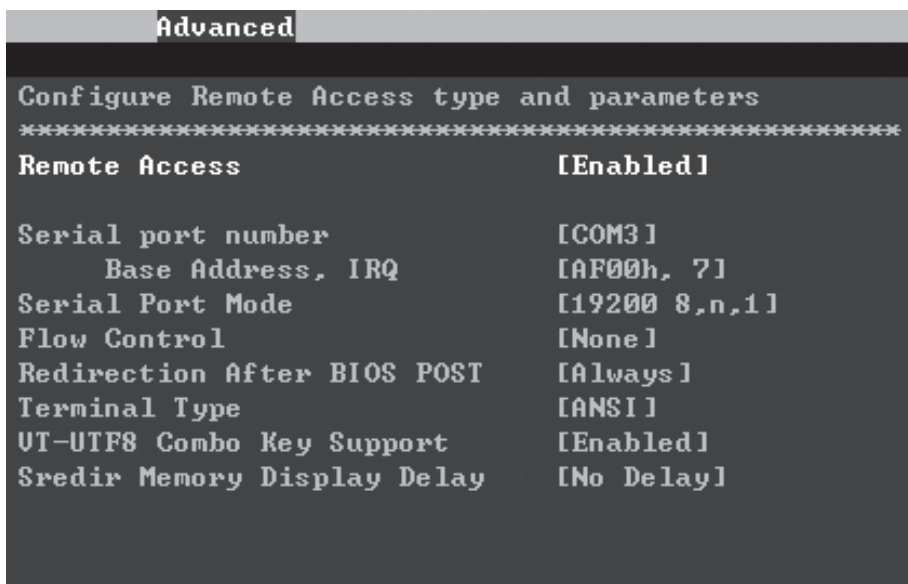 Advanced
Configure Remote Access type and parameters
***************************************************
Remote Access [Enabled]
Serial port number [COM3]
Base Address, IRQ [AF00h, 7]
Serial Port Mode [19200 8,n,1]
Flow Control [None]
Redirection After BIOS POST [Always]
Terminal Type [ANSI]
VT-UTF8 Combo Key Support [Enabled]
Sredir Memory Display Delay [No Delay]